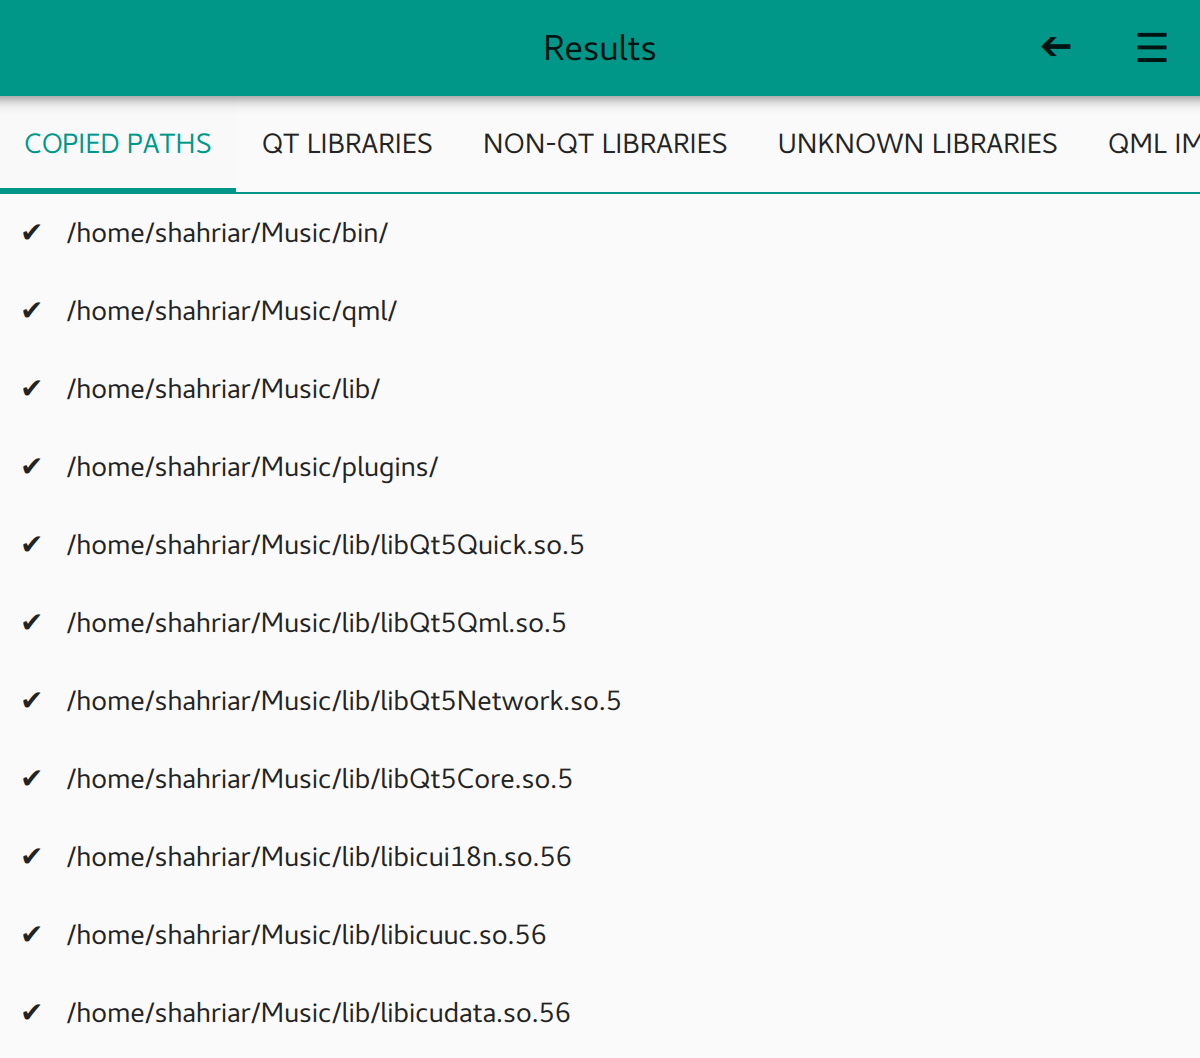 Results
COPIED PATHS QT LIBRARIES NON-QT LIBRARIES UNKNOWN LIBRARIES QML IM
✔ /home/shahriar/Music/bin/
✔ /home/shahriar/Music/qml/
✔ /home/shahriar/Music/lib/
✔ /home/shahriar/Music/plugins/
✔ /home/shahriar/Music/lib/libQt5Quick.so.5
✔ /home/shahriar/Music/lib/libQt5Qml.so.5
✔ /home/shahriar/Music/lib/libQt5Network.so.5
✔ /home/shahriar/Music/lib/libQt5Core.so.5
✔ /home/shahriar/Music/lib/libicui18n.so.56
✔ /home/shahriar/Music/lib/libicuuc.so.56
✔ /home/shahriar/Music/lib/libicudata.so.56